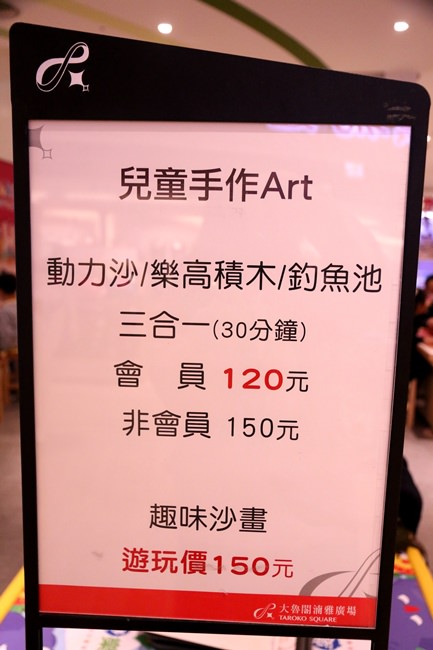 兒童手作Art
動力沙/樂高積木/釣魚池
三合一(30分鐘)
會 員 120元
非會員 150元
趣味沙畫
遊玩價150元
大魯閣湳雅廣場
TAROKO SQUARE